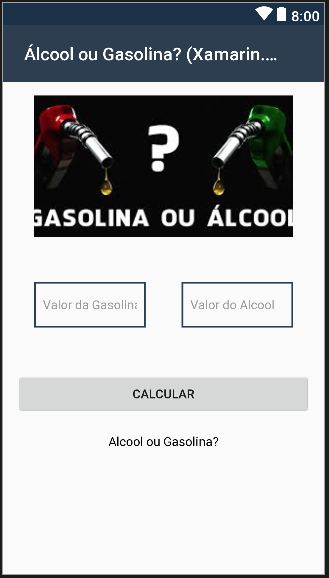 8:00
Álcool ou Gasolina? (Xamarin....
?
GASOLINA OU ÁLCOOL
Valor da Gasolina Valor do Alcool
CALCULAR
Alcool ou Gasolina?